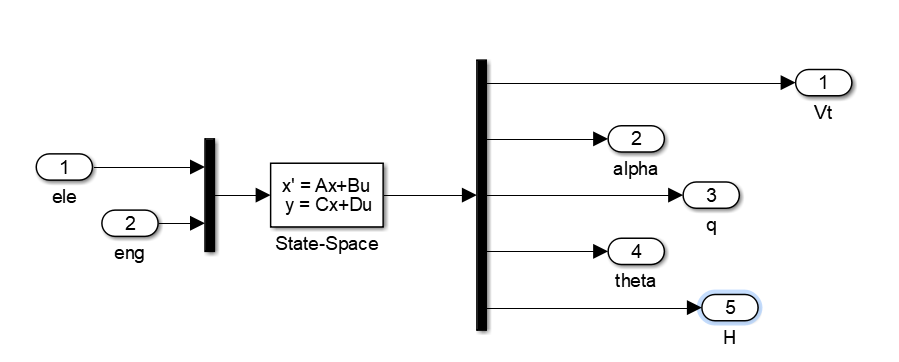 1
ele
2
eng
x' = Ax+Bu
y = Cx+Du
State-Space
1
Vt
2
alpha
3
q
4
theta
5
H